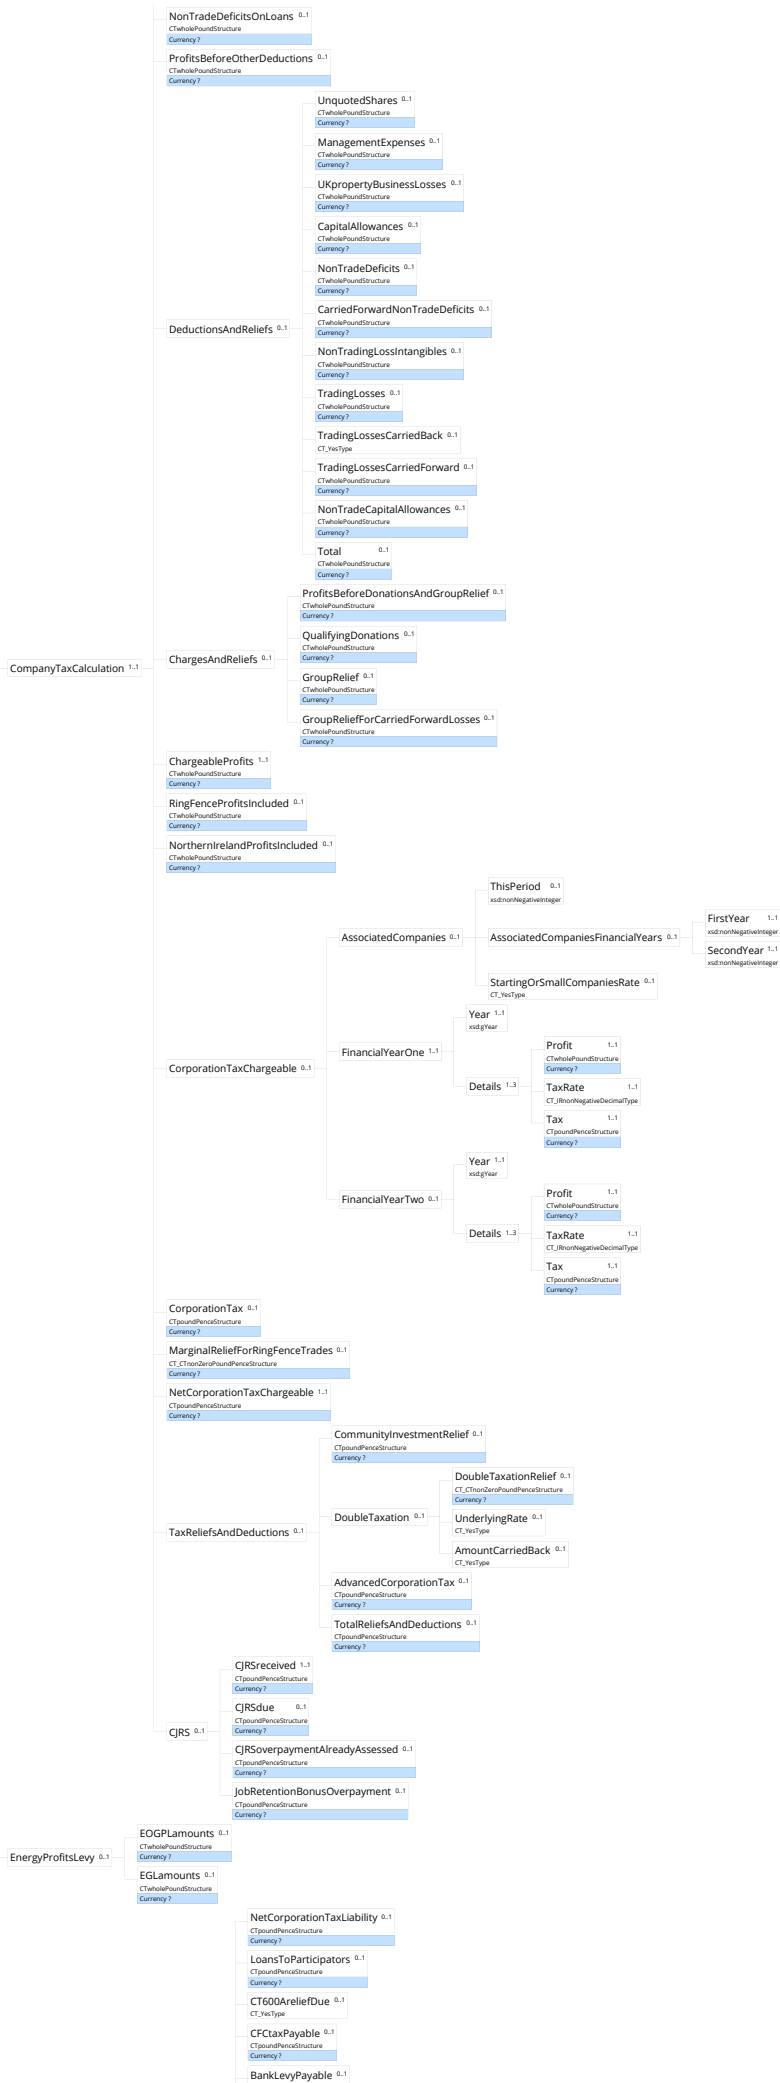 NonTradeDeficitsOnLoans 0..1
CTwholePoundStructure
Currency ?
ProfitsBeforeOtherDeductions 0..1
CTwholePoundStructure
Currency ?
UnquotedShares 0..1
CTwholePoundStructure
Currency ?
ManagementExpenses 0..1
CTwholePoundStructure
Currency ?
UKpropertyBusinessLosses 0..1
CTwholePoundStructure
Currency ?
CapitalAllowances 0..1
CTwholePoundStructure
Currency ?
NonTradeDeficits 0..1
CTwholePoundStructure
Currency ?
CarriedForwardNonTradeDeficits 0..1
CTwholePoundStructure
Currency ?
DeductionsAndReliefs 0..1
NonTradingLossIntangibles 0..1
CTwholePoundStructure
Currency ?
TradingLosses 0..1
CTwholePoundStructure
Currency ?
TradingLossesCarriedBack 0..1
CT_YesType
TradingLossesCarriedForward 0..1
CTwholePoundStructure
Currency ?
NonTradeCapitalAllowances 0..1
CTwholePoundStructure
Currency ?
Total 0..1
CTwholePoundStructure
Currency ?
ProfitsBeforeDonationsAndGroupRelief 0..1
CTwholePoundStructure
Currency ?
QualifyingDonations 0..1
CTwholePoundStructure
Currency ?
ChargesAndReliefs 0..1
CompanyTaxCalculation 1..1
GroupRelief 0..1
CTwholePoundStructure
Currency ?
GroupReliefForCarriedForwardLosses 0..1
CTwholePoundStructure
Currency ?
ChargeableProfits 1..1
CTwholePoundStructure
Currency ?
RingFenceProfitsIncluded 0..1
CTwholePoundStructure
Currency ?
NorthernIrelandProfitsIncluded 0..1
CTwholePoundStructure
Currency ?
ThisPeriod 0..1
xsd:nonNegativeInteger
FirstYear 1..1
xsd:nonNegativeInteger
AssociatedCompanies 0..1
AssociatedCompaniesFinancialYears 0..1
SecondYear 1..1
xsd:nonNegativeInteger
StartingOrSmallCompaniesRate 0..1
CT_YesType
Year 1..1
xsd:gYear
FinancialYearOne 1..1
Profit 1..1
CTwholePoundStructure
Currency ?
CorporationTaxChargeable 0..1
Details 1..3
TaxRate 1..1
CT_IRnonNegativeDecimalType
Tax 1..1
CTpoundPenceStructure
Currency ?
Year 1..1
xsd:gYear
FinancialYearTwo 0..1
Profit 1..1
CTwholePoundStructure
Currency ?
Details 1..3
TaxRate 1..1
CT_IRnonNegativeDecimalType
Tax 1..1
CTpoundPenceStructure
Currency ?
CorporationTax 0..1
CTpoundPenceStructure
Currency ?
MarginalReliefForRingFenceTrades 0..1
CT_CTnonZeroPoundPenceStructure
Currency ?
NetCorporationTaxChargeable 1..1
CTpoundPenceStructure
Currency ?
CommunityInvestmentRelief 0..1
CTpoundPenceStructure
Currency ?
DoubleTaxationRelief 0..1
CT_CTnonZeroPoundPenceStructure
Currency ?
DoubleTaxation 0..1
UnderlyingRate 0..1
CT_YesType
TaxReliefsAndDeductions 0..1
AmountCarriedBack 0..1
CT_YesType
AdvancedCorporationTax 0..1
CTpoundPenceStructure
Currency ?
TotalReliefsAndDeductions 0..1
CTpoundPenceStructure
Currency ?
CJRSreceived 1..1
CTpoundPenceStructure
Currency ?
CJRSdue 0..1
CTpoundPenceStructure
Currency ?
CJRS 0..1
CJRSoverpaymentAlreadyAssessed 0..1
CTpoundPenceStructure
Currency ?
JobRetentionBonusOverpayment 0..1
CTpoundPenceStructure
Currency ?
EOGPLamounts 0..1
CTwholePoundStructure
Currency ?
EnergyProfitsLevy 0..1
EGLamounts 0..1
CTwholePoundStructure
Currency ?
NetCorporationTaxLiability 0..1
CTpoundPenceStructure
Currency ?
LoansToParticipators 0..1
CTpoundPenceStructure
Currency ?
CT600AreliefDue 0..1
CT_YesType
CFCtaxPayable 0..1
CTpoundPenceStructure
Currency ?
BankLevyPayable 0..1